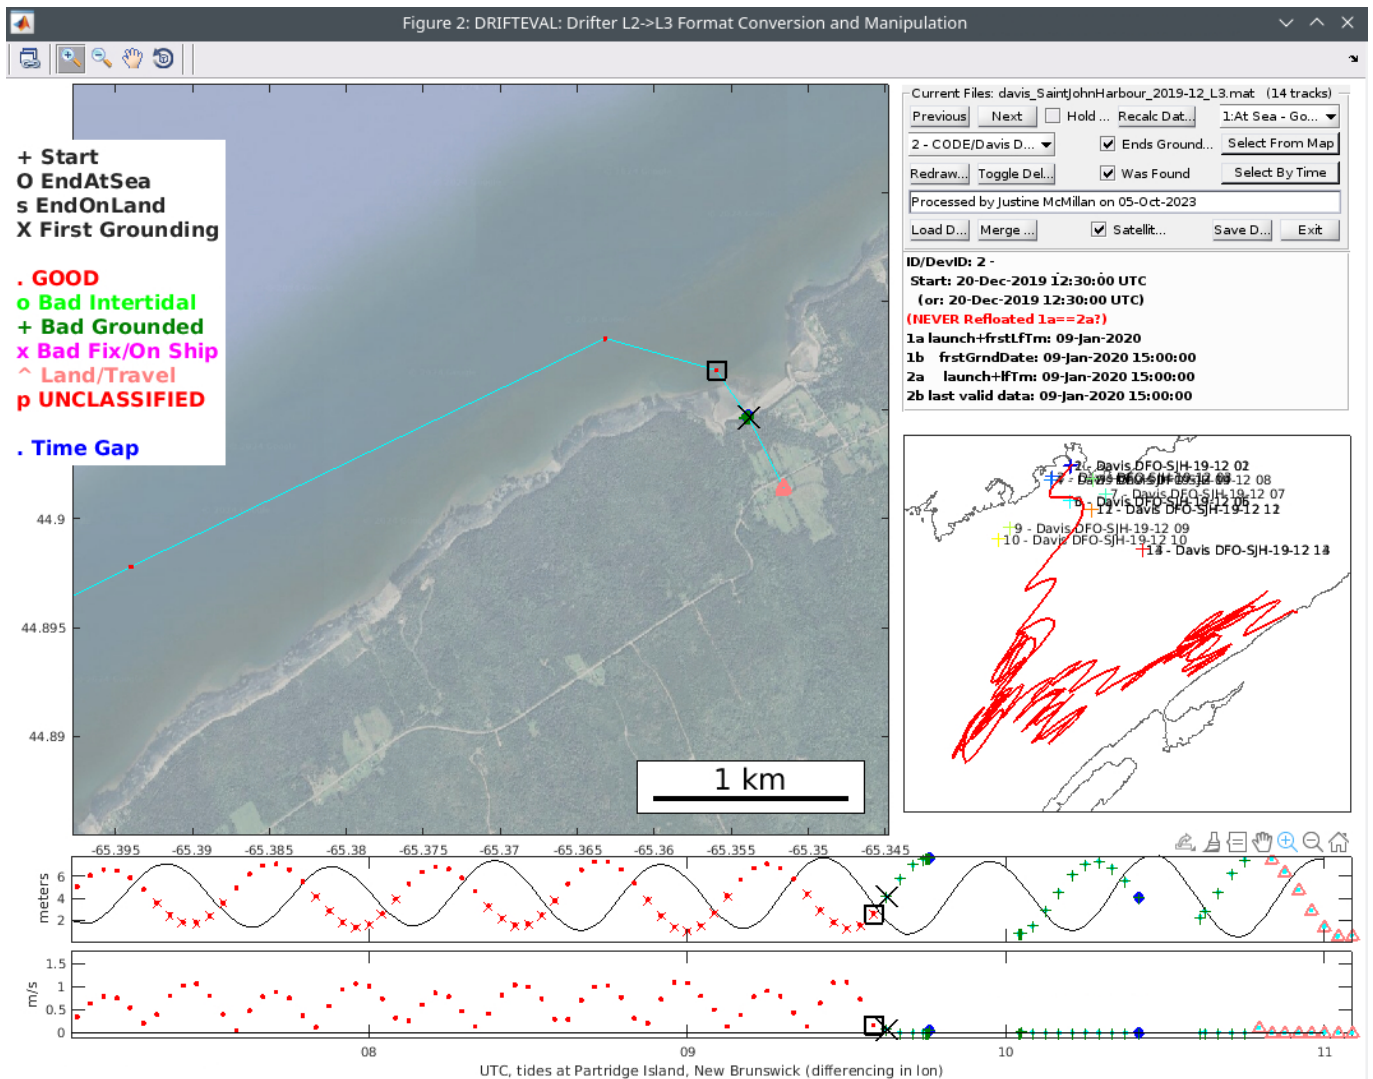 Figure 2: DRIFTEVAL: Drifter L2->L3 Format Conversion and Manipulation
+ Start
O EndAtSea
s EndOnLand
X First Grounding
. GOOD
o Bad Intertidal
+ Bad Grounded
x Bad Fix/On Ship
^ Land/Travel
p UNCLASSIFIED
. Time Gap
44.9
44.895
44.89
1 km
-65.395 -65.39 -65.385 -65.38 -65.375 -65.37 -65.365 -65.36 -65.355 -65.35 -65.345
Current Files: davis_SaintJohnHarbour_2019-12_L3.mat (14 tracks)
Previous Next Hold ... Recalc Dat... 1:At Sea - Go...
2 - CODE/Davis D... Ends Ground... Select From Map
Redraw... Toggle Del... Was Found Select By Time
Processed by Justine McMillan on 05-Oct-2023
Load D... Merge ... Satellit... Save D... Exit
ID/DevID: 2 -
Start: 20-Dec-2019 12:30:00 UTC
(or: 20-Dec-2019 12:30:00 UTC)
(NEVER Refloated 1a==2a?)
1a launch+frstLfTm: 09-Jan-2020
1b frstGrndDate: 09-Jan-2020 15:00:00
2a launch+lfTm: 09-Jan-2020 15:00:00
2b last valid data: 09-Jan-2020 15:00:00
- Davis DFO-SJH-19-12
7 - Davis DFO-SJH-19-12 07
9 - Davis DFO-SJH-19-12 09
10 - Davis DFO-SJH-19-12 10
- Davis DFO-SJH-19-12
meters
6
4
2
m/s
1.5
1
0.5
0
08 09 10 11
UTC, tides at Partridge Island, New Brunswick (differencing in lon)